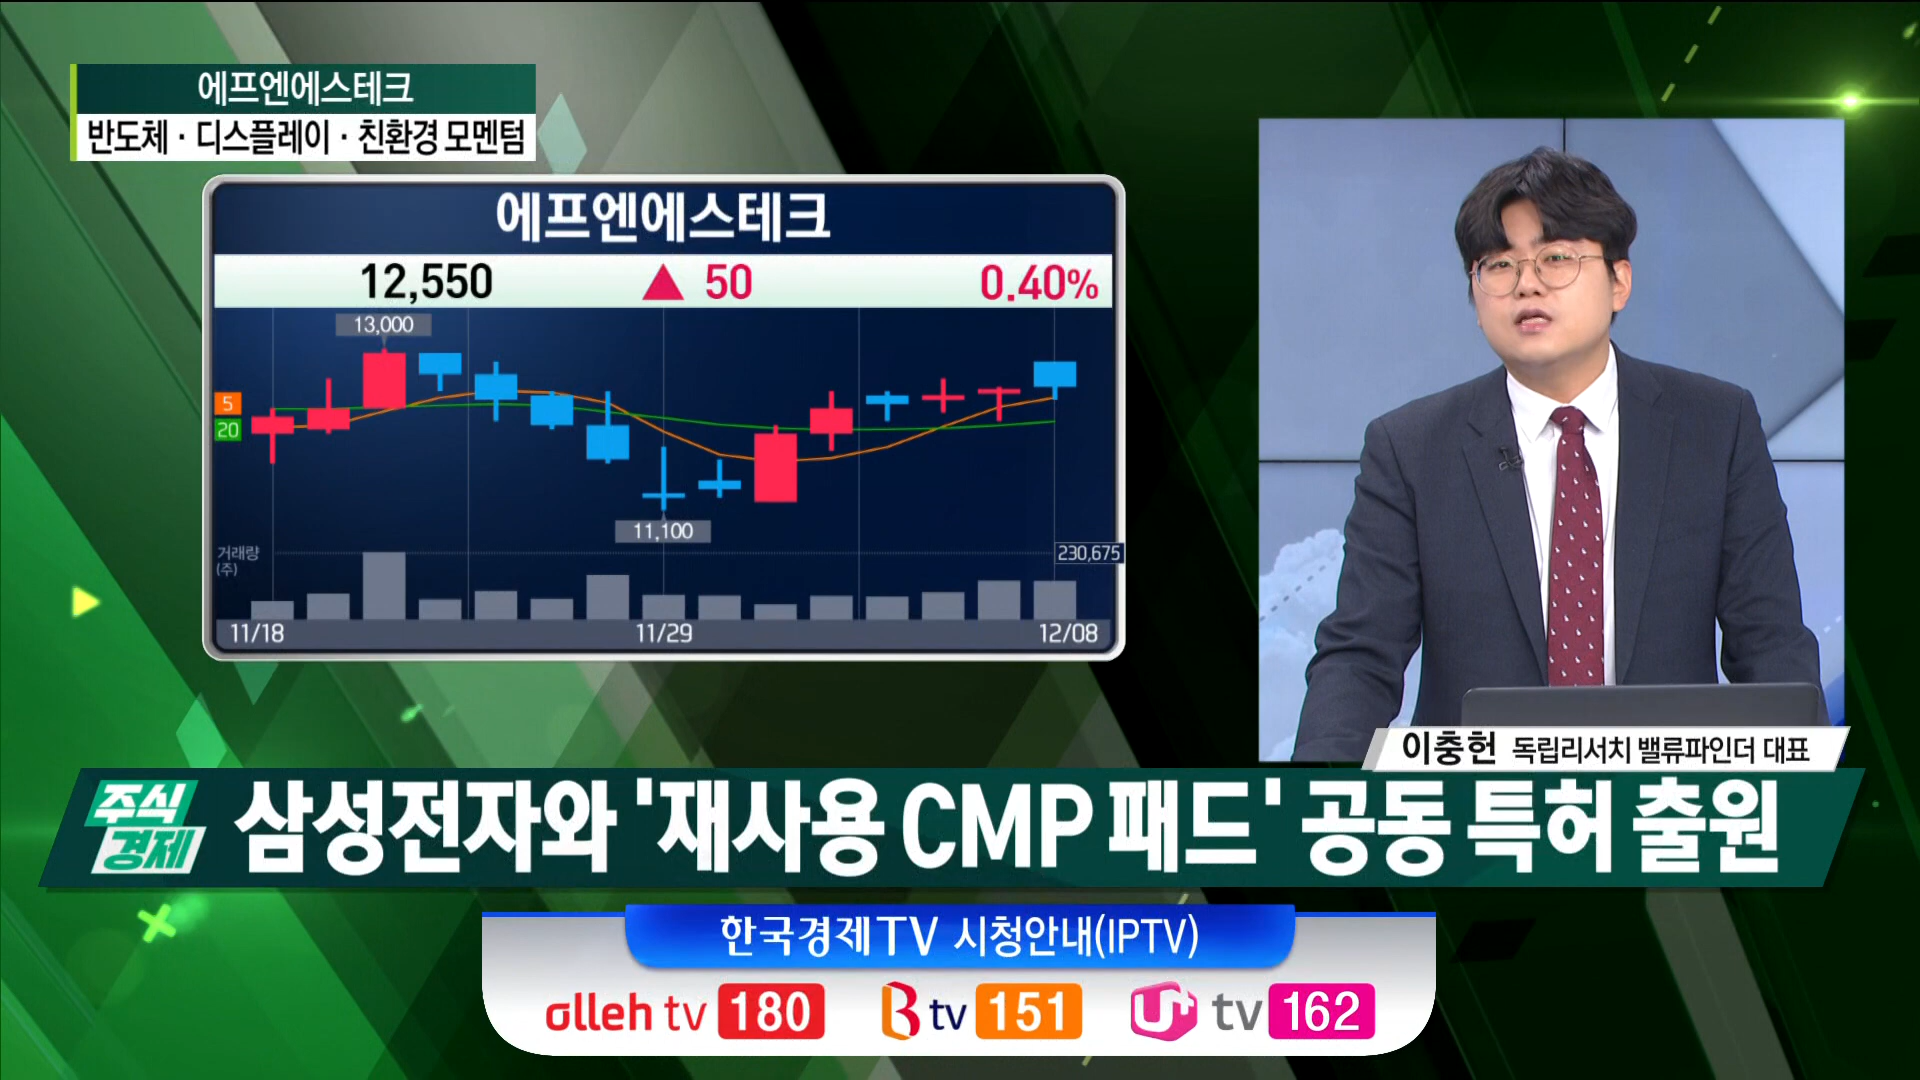 에프엔에스테크
반도체 · 디스플레이 · 친환경 모멘텀
에프엔에스테크
12,550 ▲ 50 0.40%
13,000
5
20
11,100
거래량
(주)
230,675
11/18 11/29 12/08
이충헌 독립리서치 밸류파인더 대표
주식
경제
삼성전자와 '재사용 CMP 패드' 공동 특허 출원
한국경제TV 시청안내(IPTV)
olleh tv 180 B tv 151 U+ tv 162